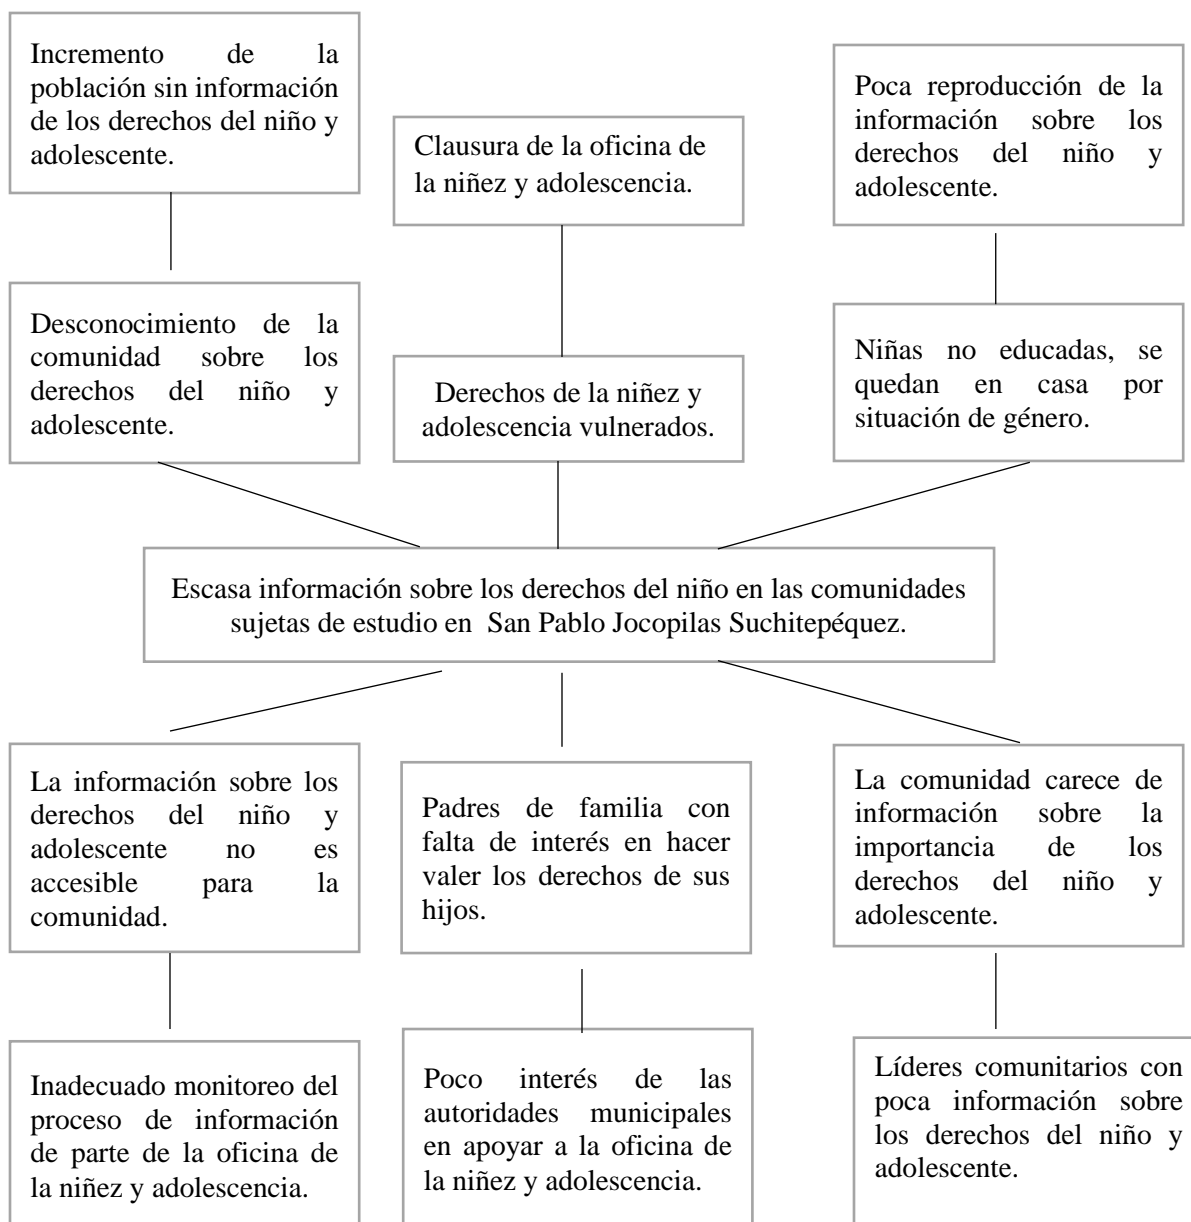 Incremento de la
población sin información
de los derechos del niño y
adolescente.
Clausura de la oficina de
la niñez y adolescencia.
Poca reproducción de la
información sobre los
derechos del niño y
adolescente.
Desconocimiento de la
comunidad sobre los
derechos del niño y
adolescente.
Derechos de la niñez y
adolescencia vulnerados.
Niñas no educadas, se
quedan en casa por
situación de género.
Escasa información sobre los derechos del niño en las comunidades
sujetas de estudio en San Pablo Jocopilas Suchitepéquez.
La información sobre los
derechos del niño y
adolescente no es
accesible para la
comunidad.
Padres de familia con
falta de interés en hacer
valer los derechos de sus
hijos.
La comunidad carece de
información sobre la
importancia de los
derechos del niño y
adolescente.
Inadecuado monitoreo del
proceso de información
de parte de la oficina de
la niñez y adolescencia.
Poco interés de las
autoridades municipales
en apoyar a la oficina de
la niñez y adolescencia.
Líderes comunitarios con
poca información sobre
los derechos del niño y
adolescente.